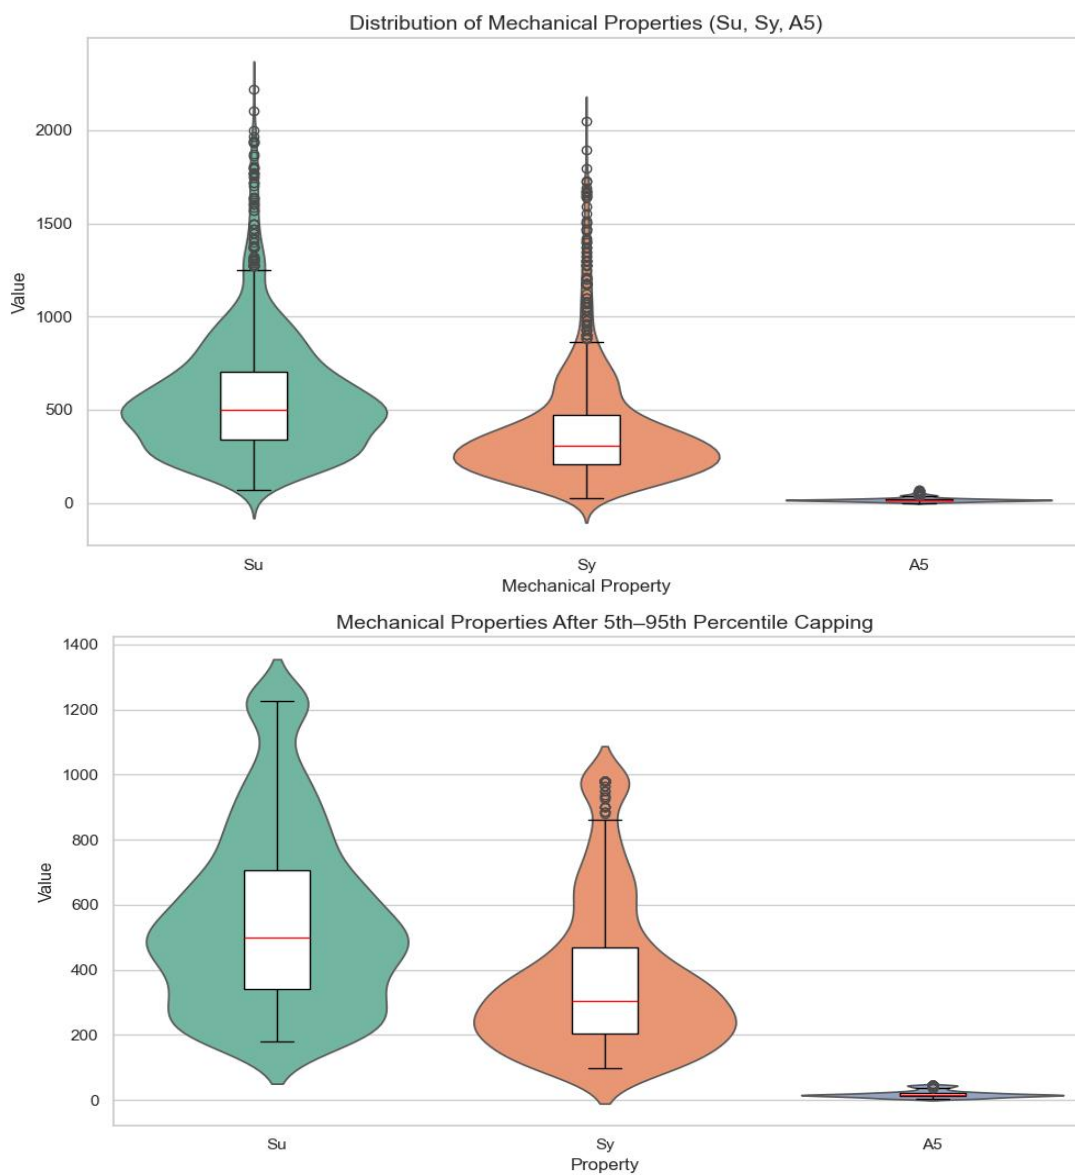 Distribution of Mechanical Properties (Su, Sy, A5)
2000
1500
1000
500
0
Value
Su Sy A5
Mechanical Property
Mechanical Properties After 5th–95th Percentile Capping
1400
1200
1000
800
600
400
200
0
Value
Su Sy A5
Property